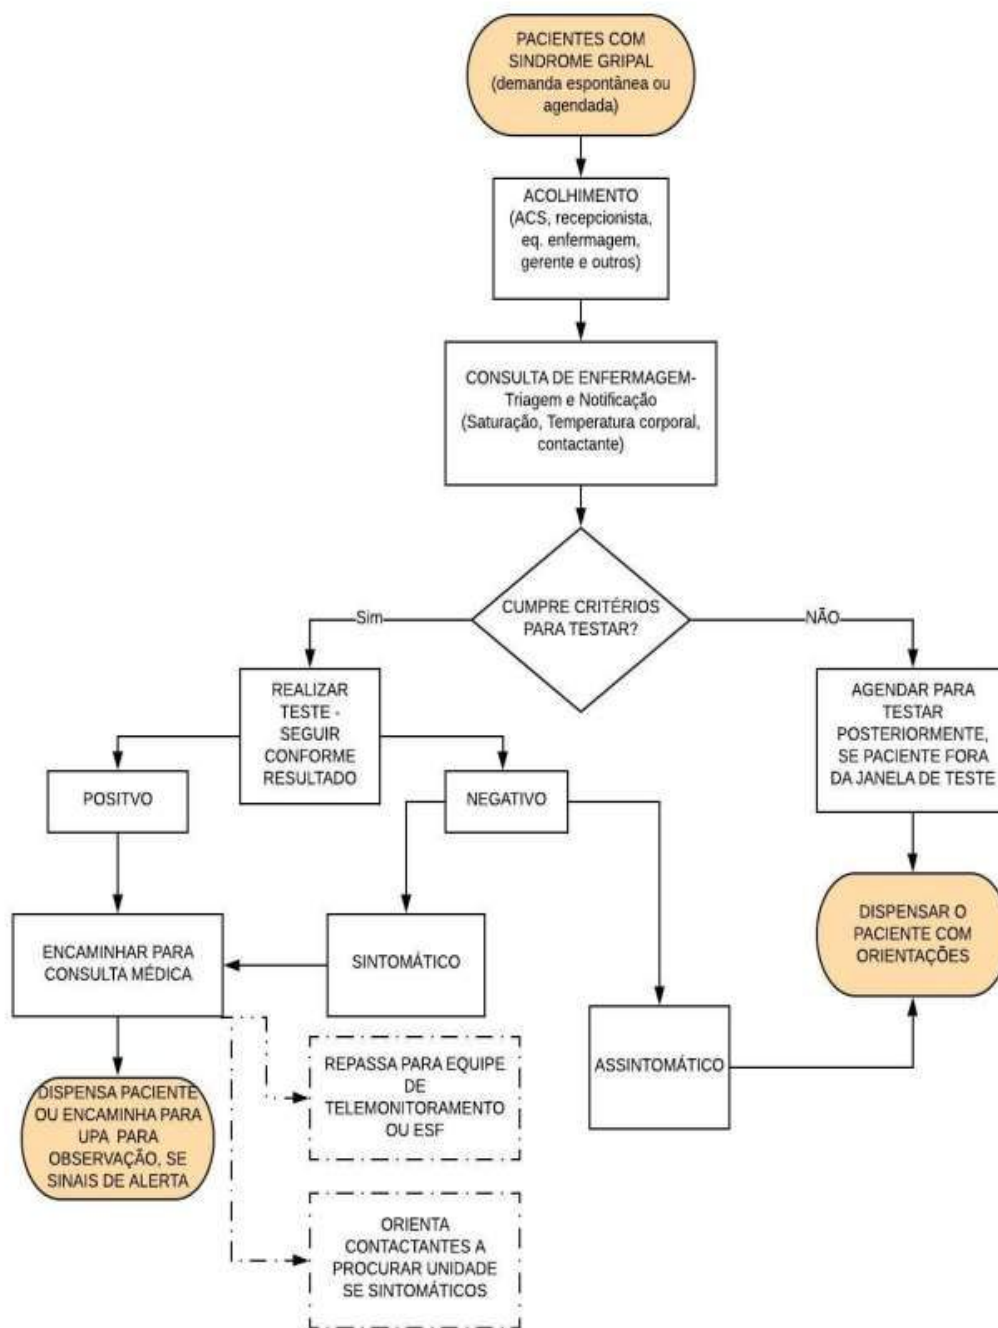 PACIENTES COM
SINDROME GRIPAL
(demanda espontânea ou
agendada)
ACOLHIMENTO
(ACS, recepcionista,
eq. enfermagem,
gerente e outros)
CONSULTA DE ENFERMAGEM-
Triagem e Notificação
(Saturação, Temperatura corporal,
contactante)
CUMPRE CRITÉRIOS
PARA TESTAR?
Sim
NÃO
REALIZAR
TESTE -
SEGUIR
CONFORME
RESULTADO
AGENDAR PARA
TESTAR
POSTERIORMENTE,
SE PACIENTE FORA
DA JANELA DE TESTE
POSITVO
NEGATIVO
ENCAMINHAR PARA
CONSULTA MÉDICA
SINTOMÁTICO
DISPENSAR O
PACIENTE COM
ORIENTAÇÕES
ASSINTOMÁTICO
DISPENSA PACIENTE
OU ENCAMINHA PARA
UPA PARA
OBSERVAÇÃO, SE
SINAIS DE ALERTA
REPASSA PARA EQUIPE
DE
TELEMONITORAMENTO
OU ESF
ORIENTA
CONTACTANTES A
PROCURAR UNIDADE
SE SINTOMÁTICOS